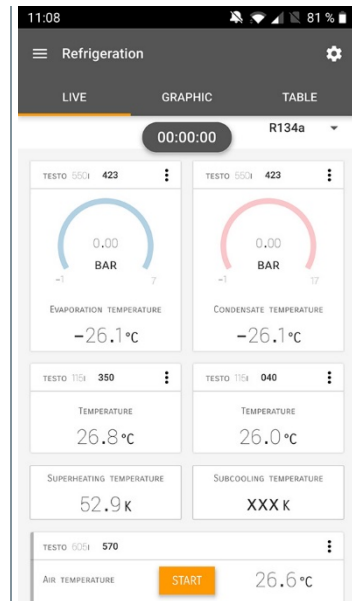 11:08 81 %
Refrigeration
LIVE GRAPHIC TABLE
00:00:00 R134a
TESTO 550I 423 TESTO 550I 423
0.00 0.00
BAR BAR
-1 7 -1 17
EVAPORATION TEMPERATURE CONDENSATE TEMPERATURE
-26.1°C -26.1°C
TESTO 115I 350 TESTO 115I 040
TEMPERATURE TEMPERATURE
26.8°C 26.0°C
SUPERHEATING TEMPERATURE SUBCOOLING TEMPERATURE
52.9 K XXX K
TESTO 605I 570
AIR TEMPERATURE START 26.6°C